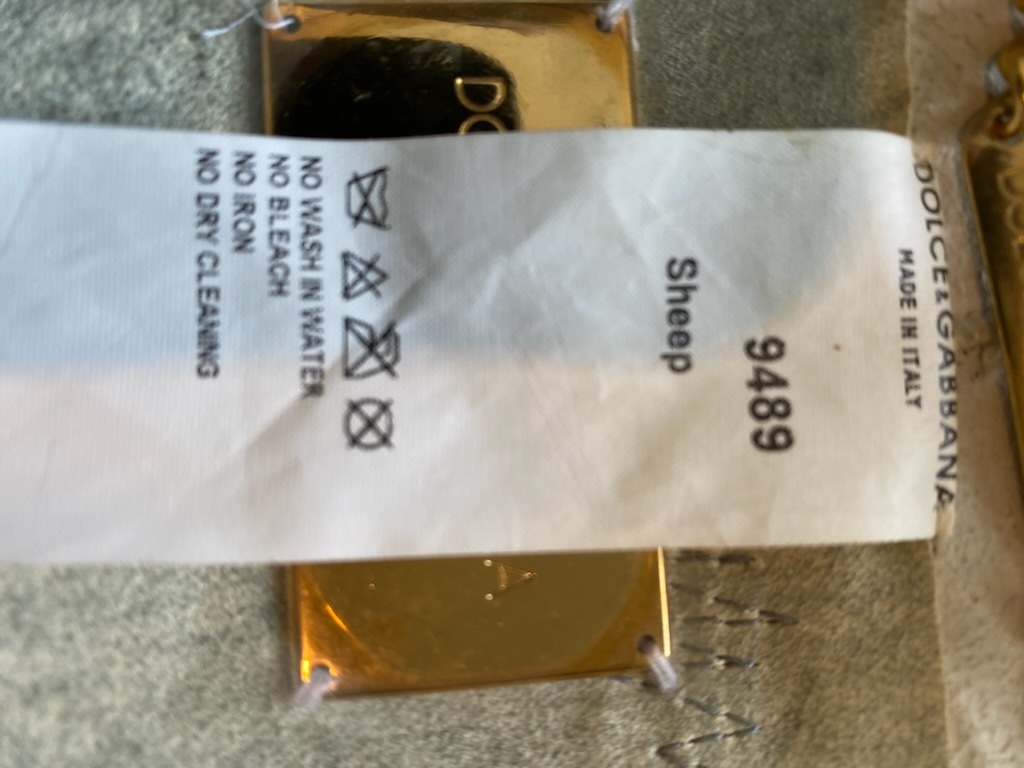 DOLCE&GABBANA
MADE IN ITALY
9489
Sheep
NO WASH IN WATER
NO BLEACH
NO IRON
NO DRY CLEANING